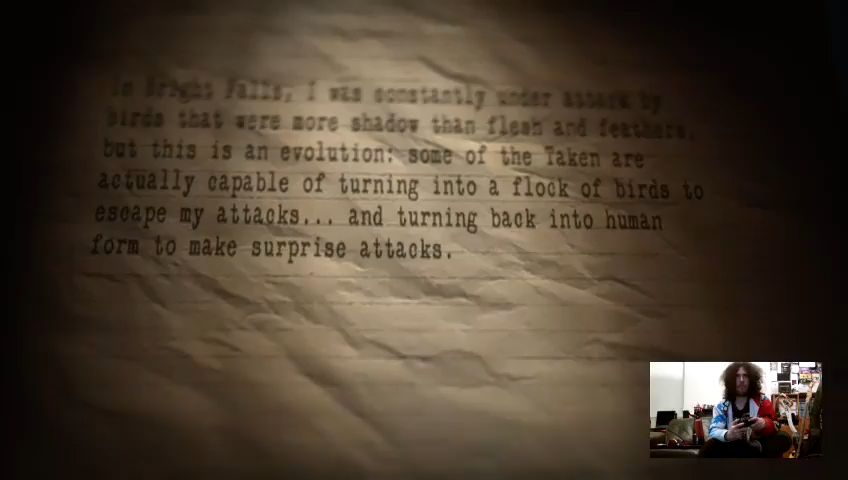 In Bright Falls, I was constantly under attack by
birds that were more shadow than flesh and feathers,
but this is an evolution: some of the Taken are
actually capable of turning into a flock of birds to
escape my attacks... and turning back into human
form to make surprise attacks.